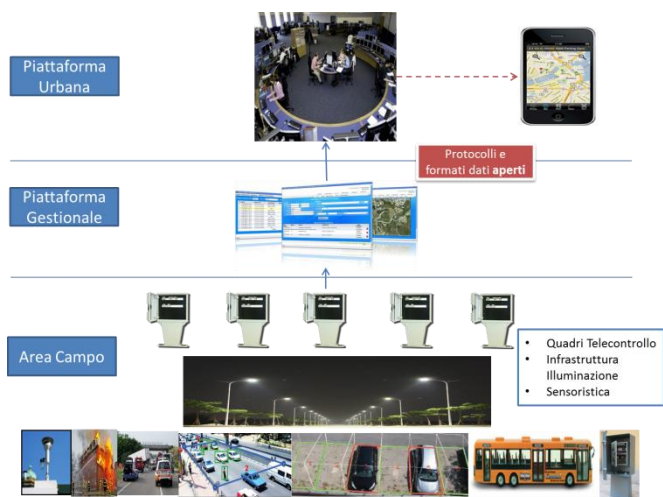 Piattaforma
Urbana
Protocolli e
formati dati aperti
Piattaforma
Gestionale
Area Campo
• Quadri Telecontrollo
• Infrastruttura
Illuminazione
• Sensoristica